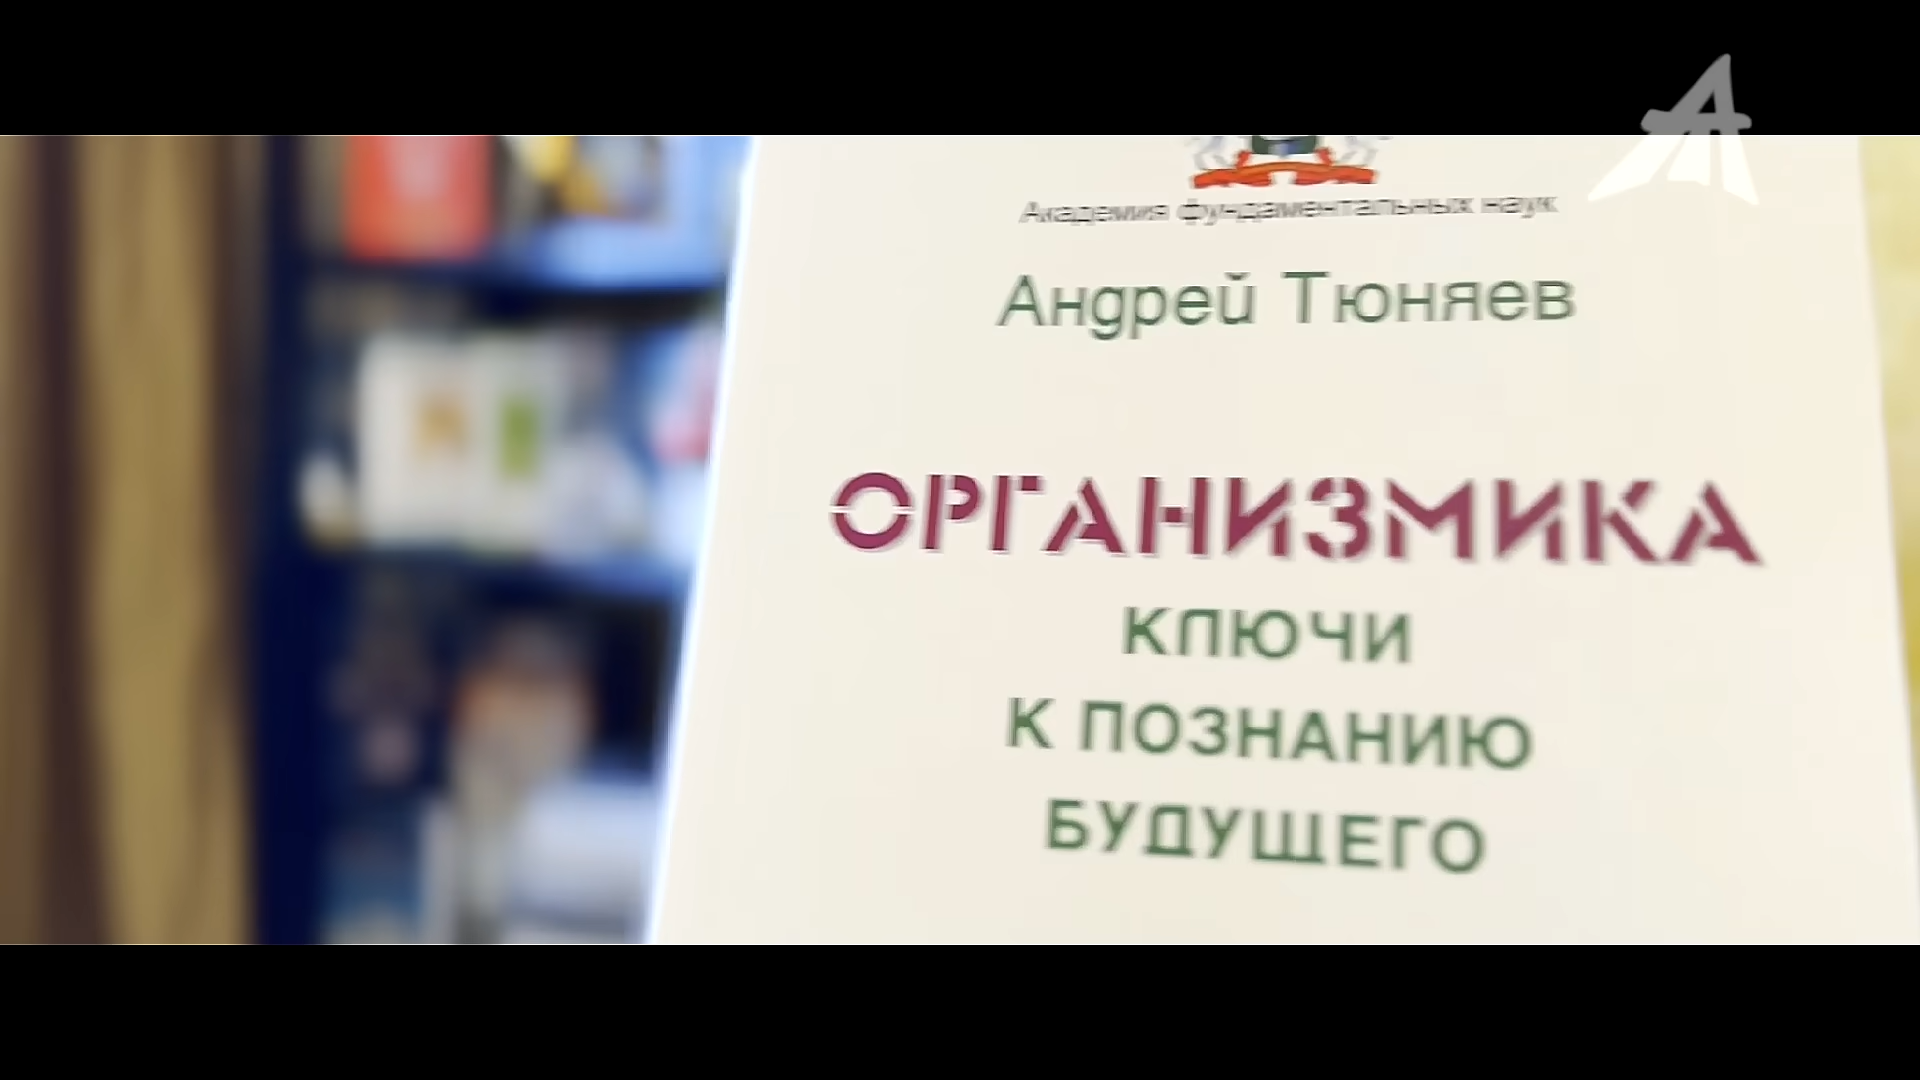 Академия фундаментальных наук
Андрей Тюняев
ОРГАНИЗМИКА
КЛЮЧИ
К ПОЗНАНИЮ
БУДУЩЕГО